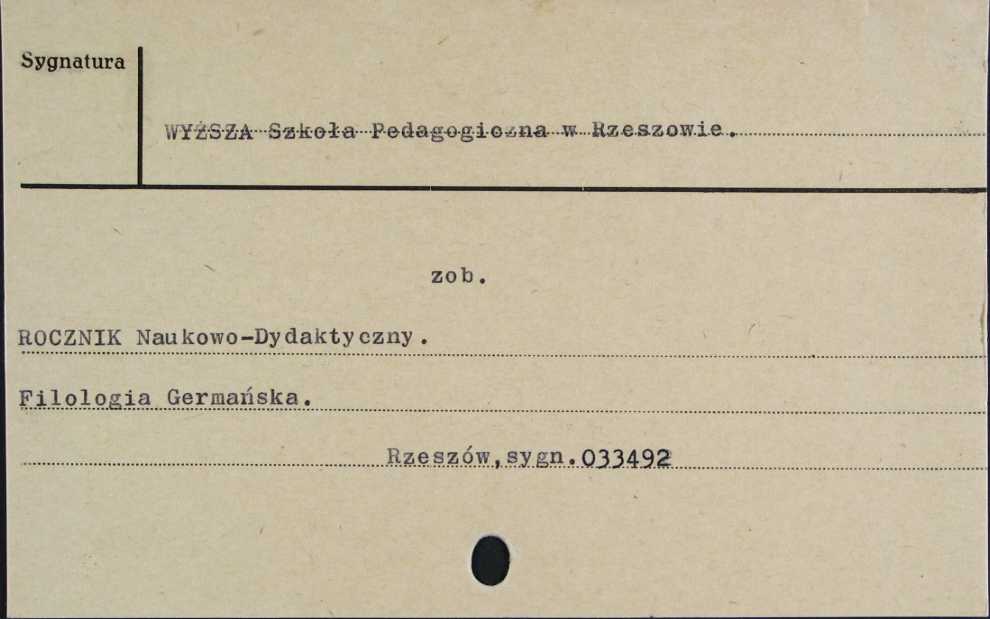 Sygnatura
WYŻSZA Szkoła Pedagogiczna w Rzeszowie.
zob.
ROCZNIK Naukowo-Dydaktyczny.
Filologia Germańska.
Rzeszów,sygn.033492